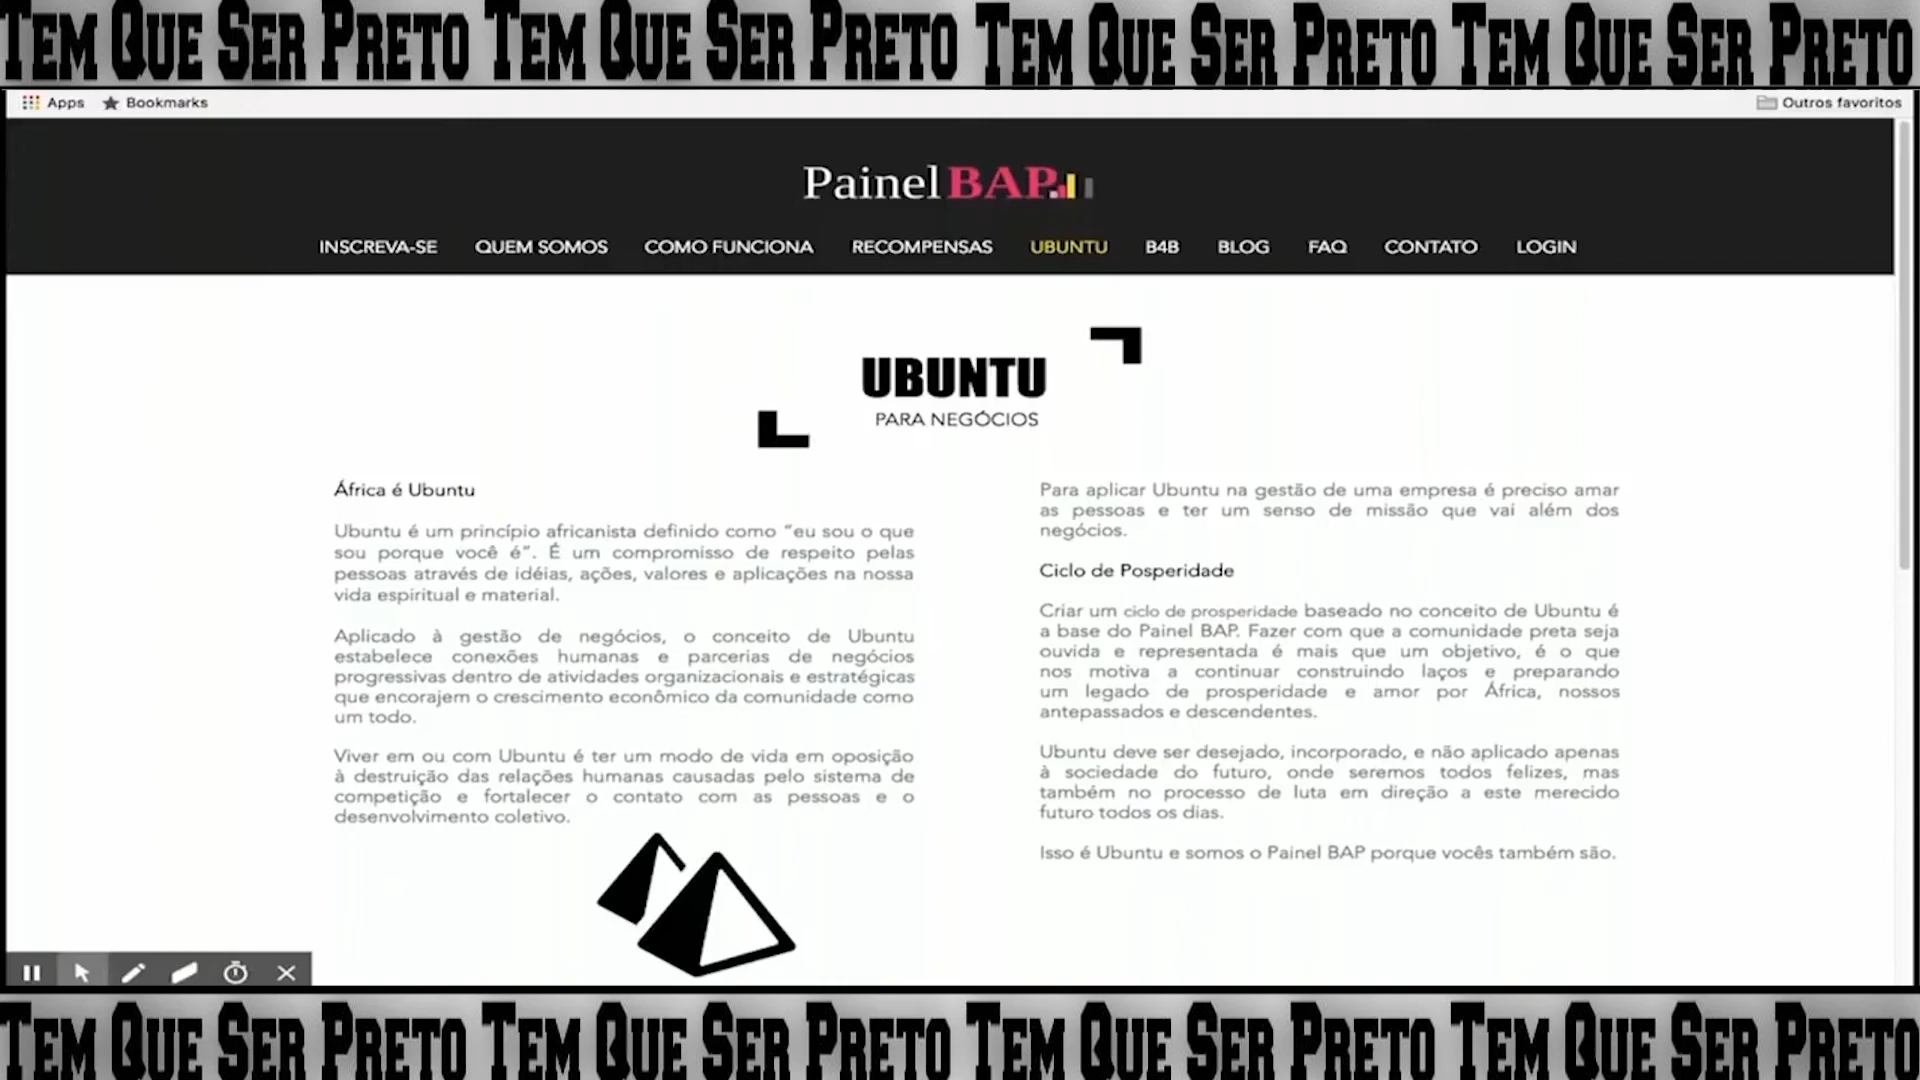 TEM QUE SER PRETO TEM QUE SER PRETO TEM QUE SER PRETO TEM QUE SER PRETO
Apps Bookmarks Outros favoritos
Painel BAP
INSCREVA-SE QUEM SOMOS COMO FUNCIONA RECOMPENSAS UBUNTU B4B BLOG FAQ CONTATO LOGIN
UBUNTU
PARA NEGÓCIOS
África é Ubuntu
Ubuntu é um princípio africanista definido como “eu sou o que
sou porque você é”. É um compromisso de respeito pelas
pessoas através de idéias, ações, valores e aplicações na nossa
vida espiritual e material.
Aplicado à gestão de negócios, o conceito de Ubuntu
estabelece conexões humanas e parcerias de negócios
progressivas dentro de atividades organizacionais e estratégicas
que encorajem o crescimento econômico da comunidade como
um todo.
Viver em ou com Ubuntu é ter um modo de vida em oposição
à destruição das relações humanas causadas pelo sistema de
competição e fortalecer o contato com as pessoas e o
desenvolvimento coletivo.
Para aplicar Ubuntu na gestão de uma empresa é preciso amar
as pessoas e ter um senso de missão que vai além dos
negócios.
Ciclo de Posperidade
Criar um ciclo de prosperidade baseado no conceito de Ubuntu é
a base do Painel BAP. Fazer com que a comunidade preta seja
ouvida e representada é mais que um objetivo, é o que
nos motiva a continuar construindo laços e preparando
um legado de prosperidade e amor por África, nossos
antepassados e descendentes.
Ubuntu deve ser desejado, incorporado, e não aplicado apenas
à sociedade do futuro, onde seremos todos felizes, mas
também no processo de luta em direção a este merecido
futuro todos os dias.
Isso é Ubuntu e somos o Painel BAP porque vocês também são.
TEM QUE SER PRETO TEM QUE SER PRETO TEM QUE SER PRETO TEM QUE SER PRETO